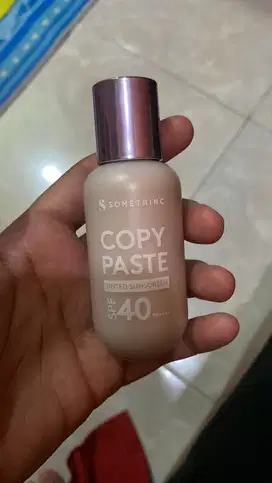 SOMETHINC
COPY
PASTE
TINTED SUNSCREEN
SPF 40